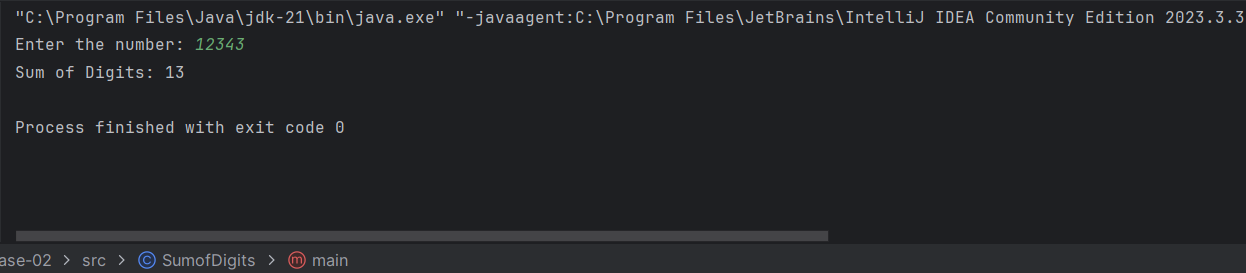 "C:\Program Files\Java\jdk-21\bin\java.exe" "-javaagent:C:\Program Files\JetBrains\IntelliJ IDEA Community Edition 2023.3.3
Enter the number: 12343
Sum of Digits: 13
Process finished with exit code 0
ase-02 > src > SumofDigits > main